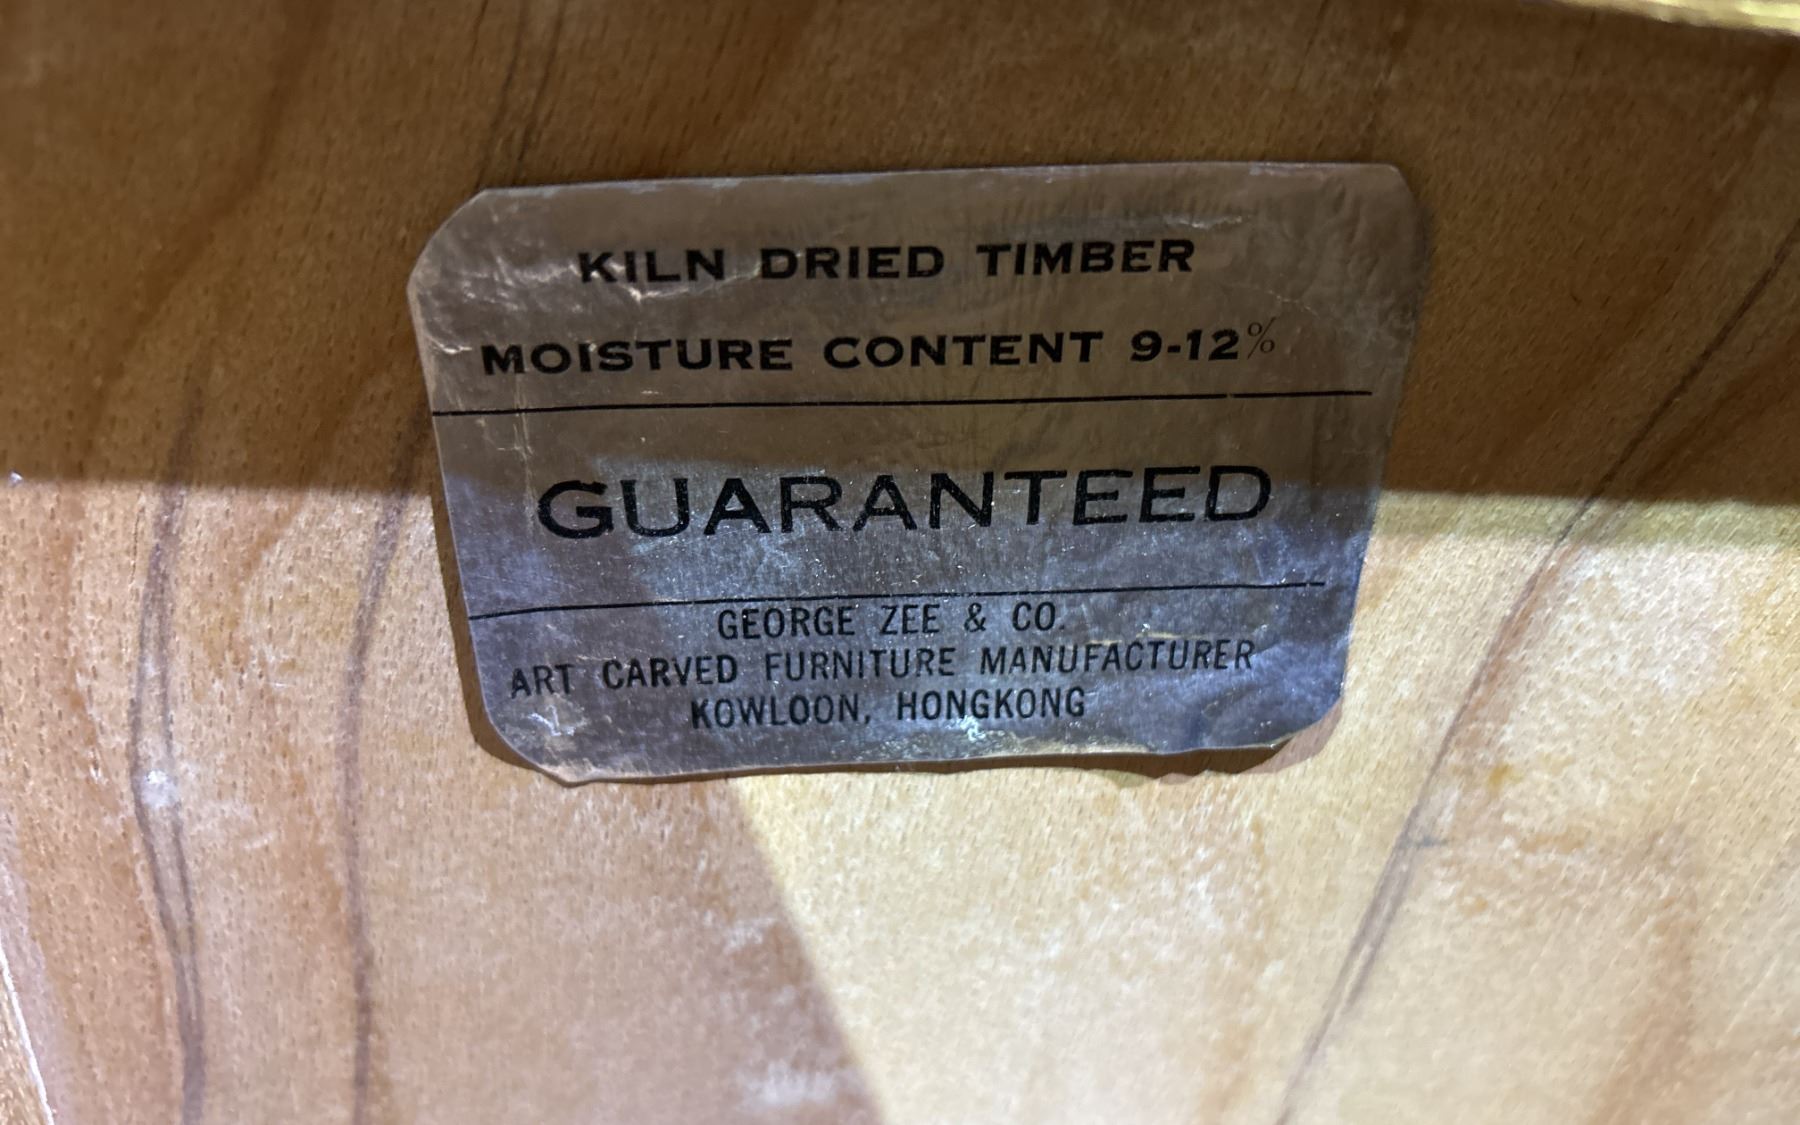 KILN DRIED TIMBER
MOISTURE CONTENT 9-12%
GUARANTEED
GEORGE ZEE & CO.
ART CARVED FURNITURE MANUFACTURER
KOWLOON, HONGKONG